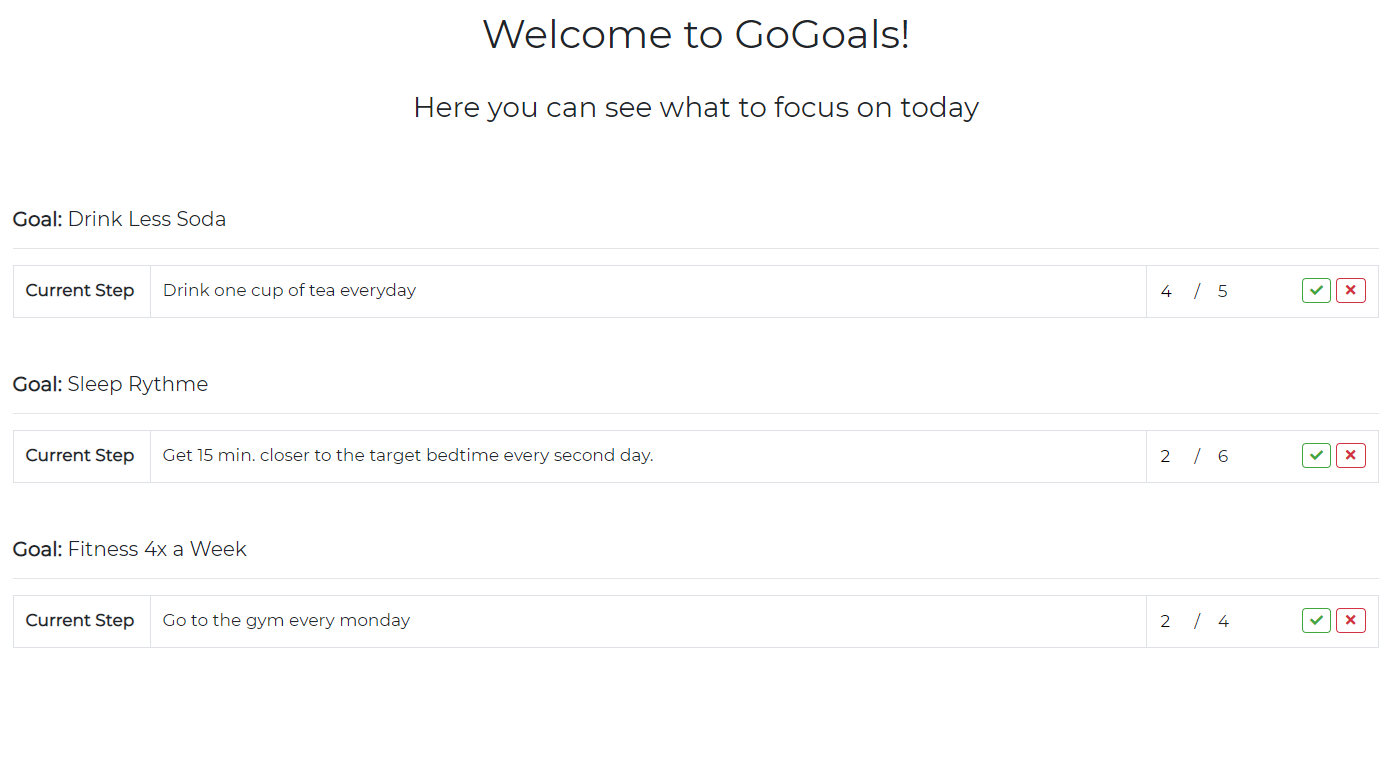 Welcome to GoGoals!
Here you can see what to focus on today
Goal: Drink Less Soda
Current Step Drink one cup of tea everyday 4 / 5
Goal: Sleep Rythme
Current Step Get 15 min. closer to the target bedtime every second day. 2 / 6
Goal: Fitness 4x a Week
Current Step Go to the gym every monday 2 / 4